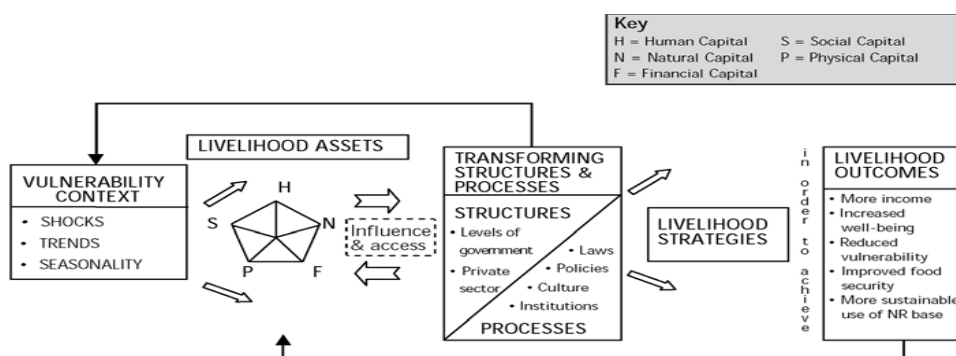 Key
H = Human Capital S = Social Capital
N = Natural Capital P = Physical Capital
F = Financial Capital
LIVELIHOOD ASSETS
VULNERABILITY
CONTEXT
• SHOCKS
• TRENDS
• SEASONALITY
H
S
N
P
F
Influence
& access
TRANSFORMING
STRUCTURES &
PROCESSES
STRUCTURES
• Levels of
government
• Private
sector
• Laws
• Policies
• Culture
• Institutions
PROCESSES
LIVELIHOOD
STRATEGIES
in order to achieve
LIVELIHOOD
OUTCOMES
• More income
• Increased
well-being
• Reduced
vulnerability
• Improved food
security
• More sustainable
use of NR base